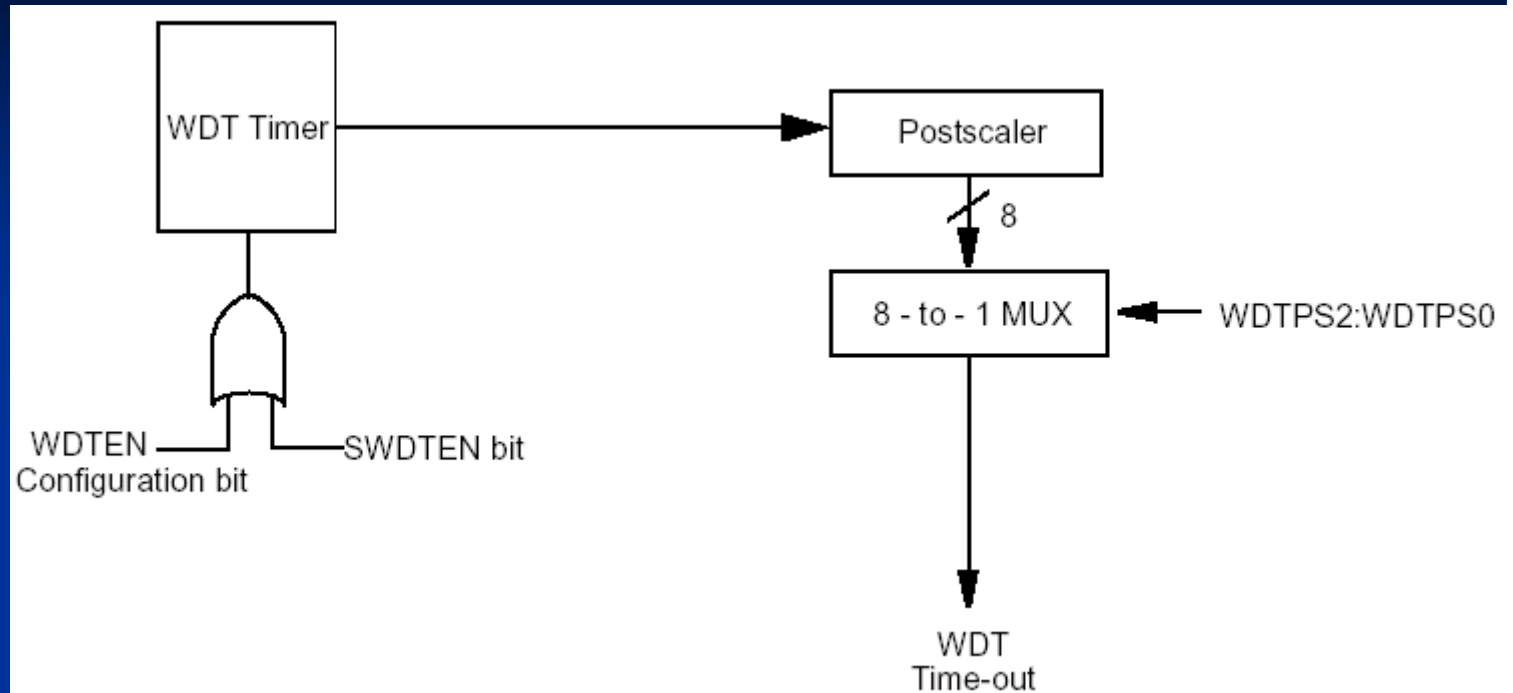 WDT Timer
Postscaler
8
8 - to - 1 MUX
WDTPS2:WDTPS0
WDTEN
Configuration bit
SWDTEN bit
WDT
Time-out